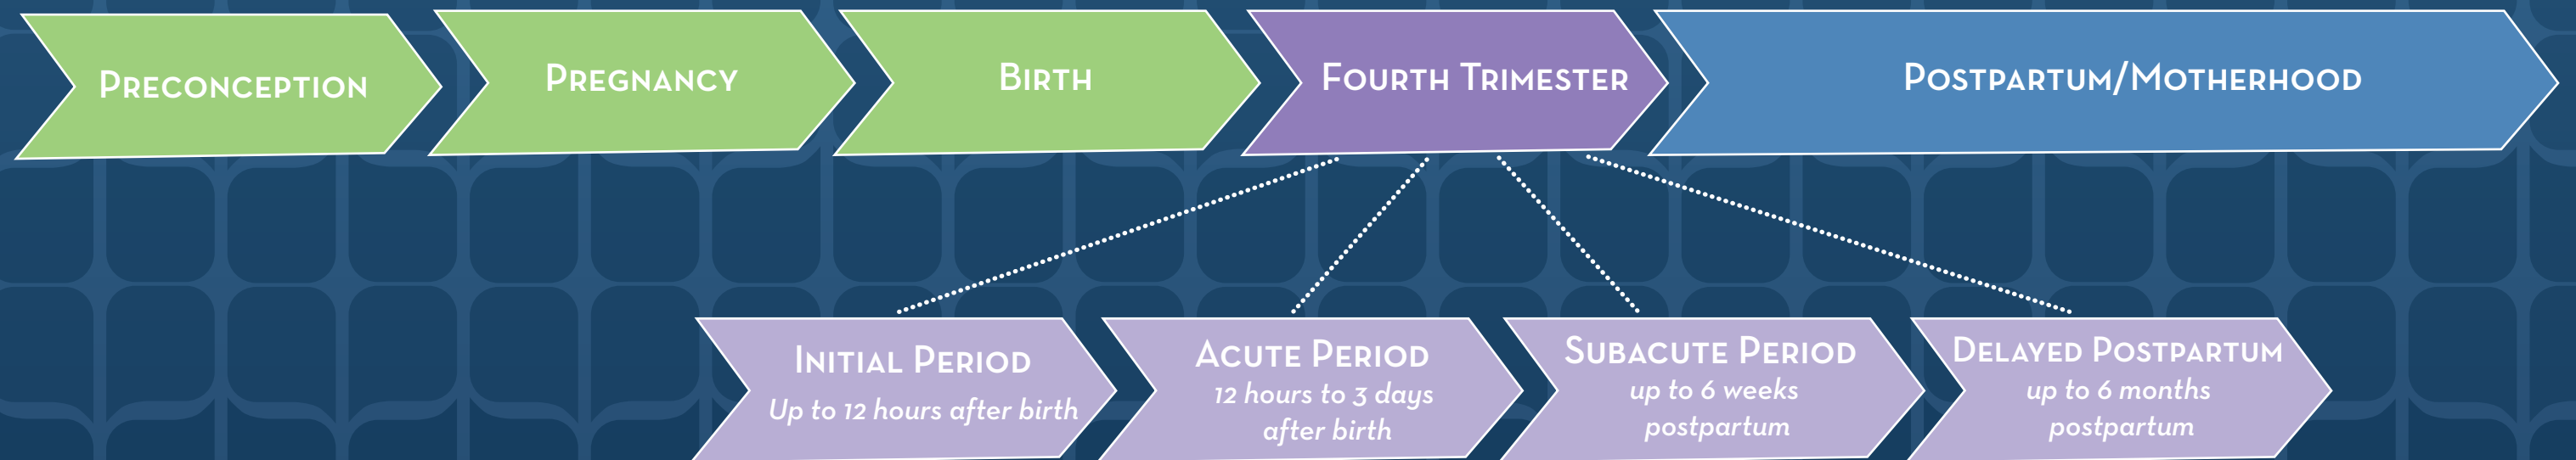 Preconception
Pregnancy
Birth
Fourth Trimester
Postpartum/Motherhood
Initial Period
Up to 12 hours after birth
Acute Period
12 hours to 3 days
after birth
Subacute Period
up to 6 weeks
postpartum
Delayed Postpartum
up to 6 months
postpartum